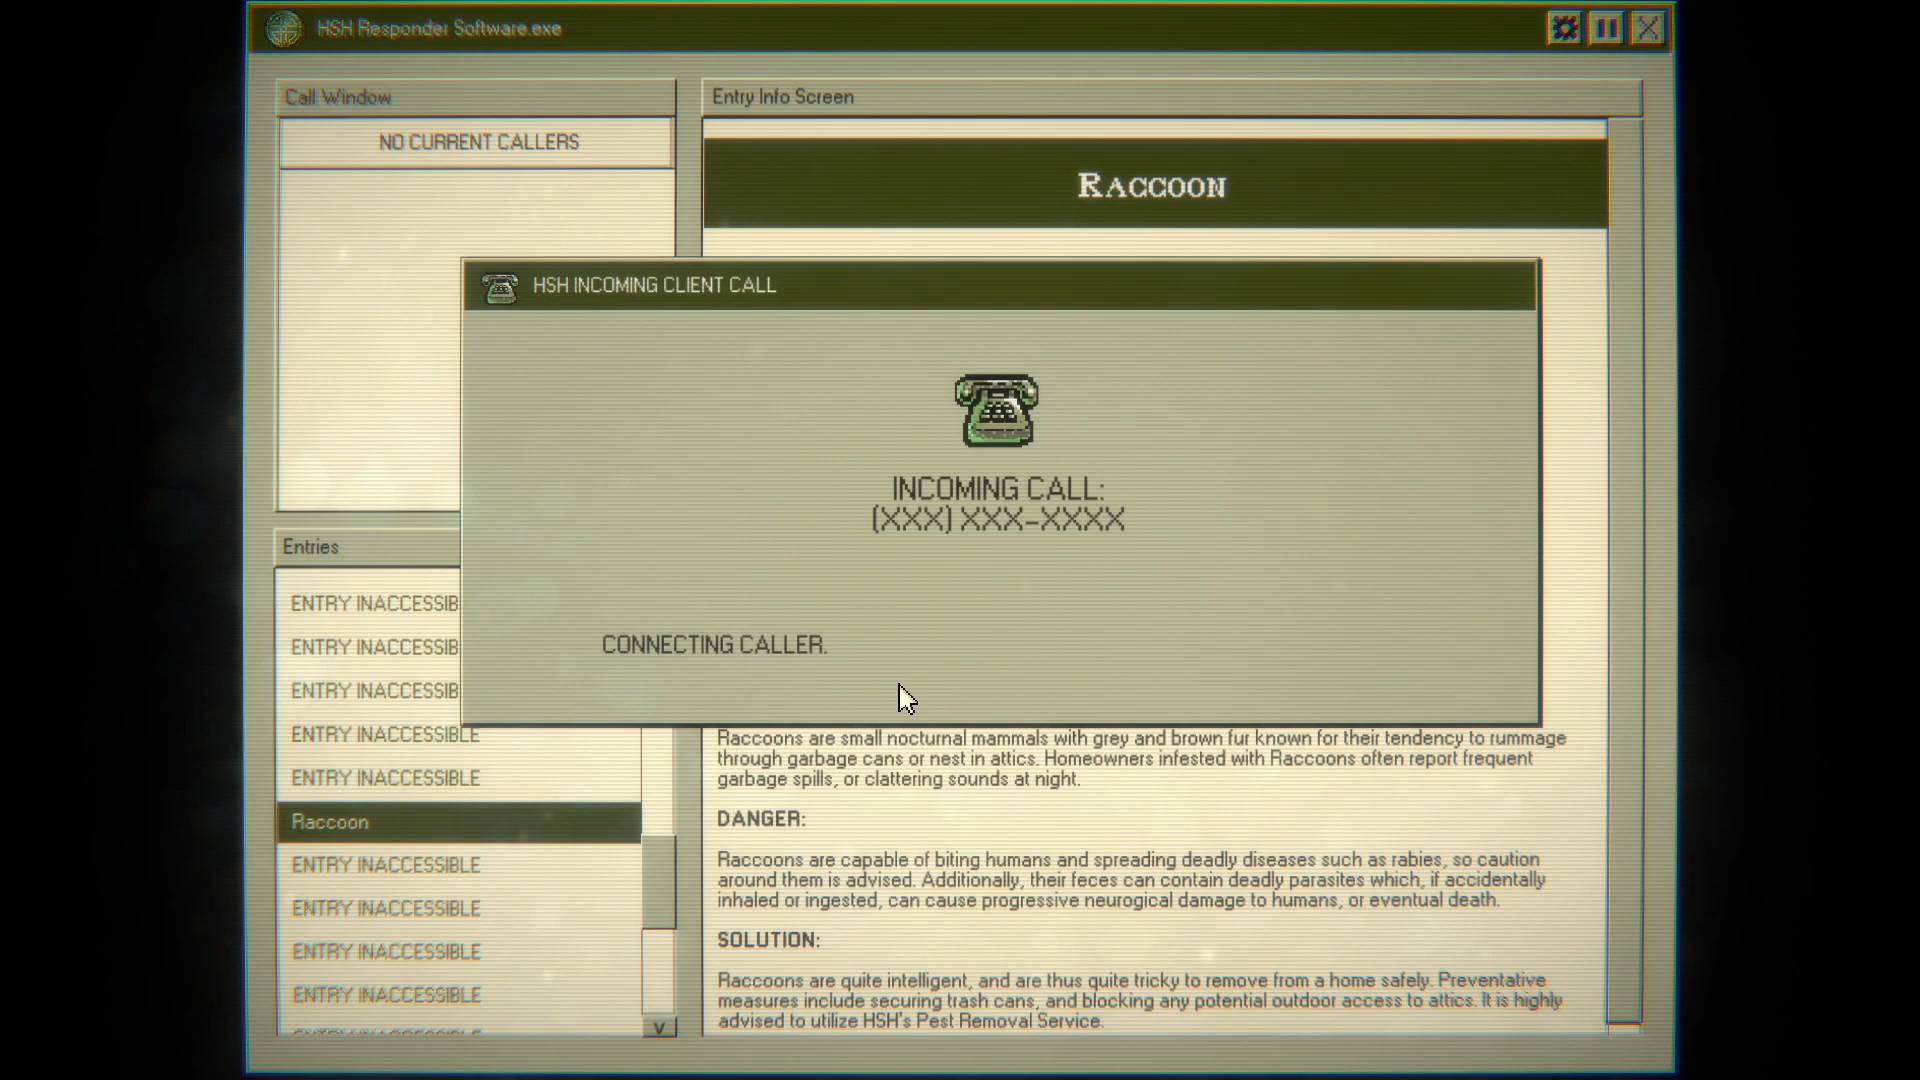 HSH Responder Software.exe
Call Window
NO CURRENT CALLERS
Entry Info Screen
RACCOON
HSH INCOMING CLIENT CALL
INCOMING CALL:
(XXX) XXX-XXXX
CONNECTING CALLER.
Entries
ENTRY INACCESSIB
ENTRY INACCESSIB
ENTRY INACCESSIB
ENTRY INACCESSIBLE
ENTRY INACCESSIBLE
Raccoon
ENTRY INACCESSIBLE
ENTRY INACCESSIBLE
ENTRY INACCESSIBLE
ENTRY INACCESSIBLE
ENTRY INACCESSIBLE
Raccoons are small nocturnal mammals with grey and brown fur known for their tendency to rummage
through garbage cans or nest in attics. Homeowners infested with Raccoons often report frequent
garbage spills, or clattering sounds at night.
DANGER:
Raccoons are capable of biting humans and spreading deadly diseases such as rabies, so caution
around them is advised. Additionally, their feces can contain deadly parasites which, if accidentally
inhaled or ingested, can cause progressive neurogical damage to humans, or eventual death.
SOLUTION:
Raccoons are quite intelligent, and are thus quite tricky to remove from a home safely. Preventative
measures include securing trash cans, and blocking any potential outdoor access to attics. It is highly
advised to utilize HSH's Pest Removal Service.